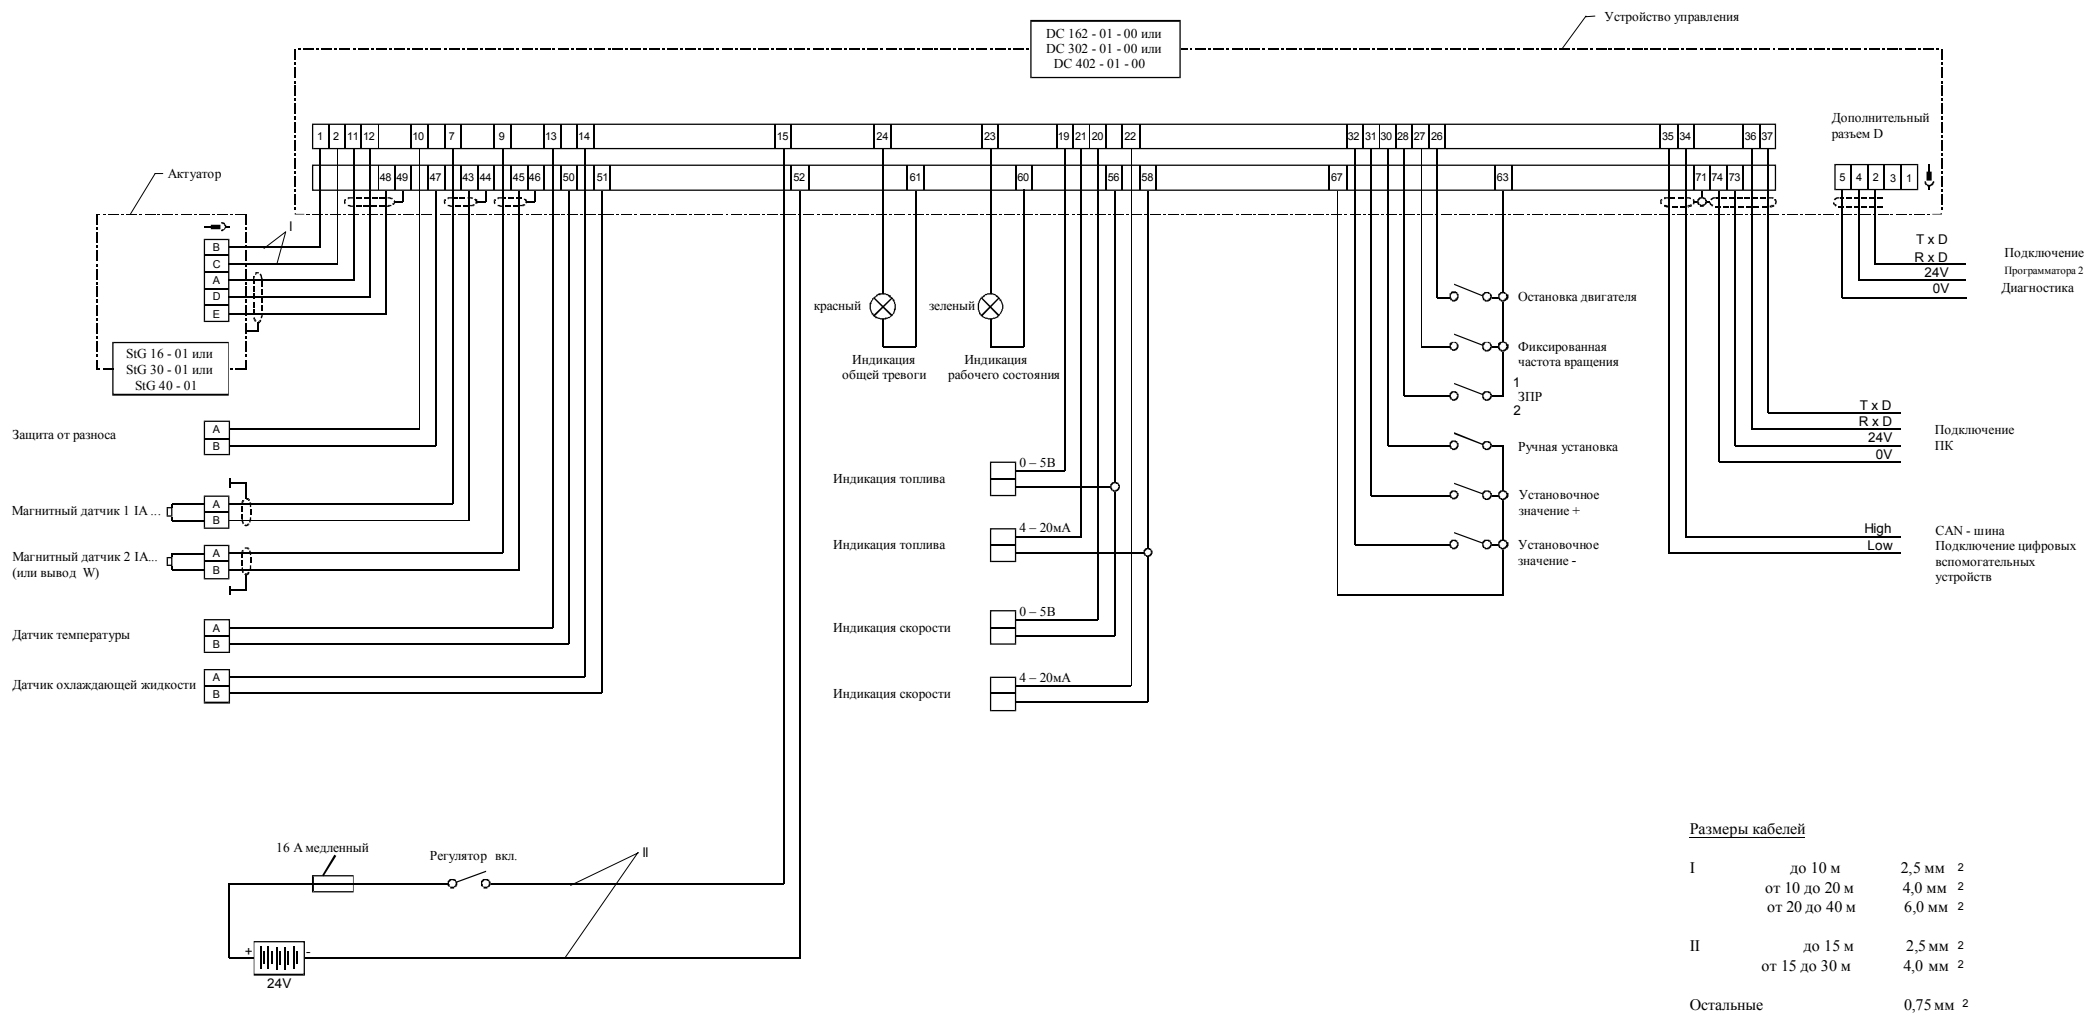 Устройство управления
DC 162 - 01 - 00 или
DC 302 - 01 - 00 или
DC 402 - 01 - 00
1 2 11 12 10 7 9 13 14 15 24 23 19 21 20 22 32 31 30 28 27 26 35 34 36 37
48 49 47 43 44 45 46 50 51 52 61 60 56 58 67 63 71 74 73
Дополнительный
разъем D
5 4 2 3 1
Актуатор
I
B
C
A
D
E
StG 16 - 01 или
StG 30 - 01 или
StG 40 - 01
T x D
R x D
24V
0V
Подключение
Программатора 2
Диагностика
красный
Индикация
общей тревоги
зеленый
Индикация
рабочего состояния
Остановка двигателя
Фиксированная
частота вращения
1
ЗПР
2
Ручная установка
Установочное
значение +
Установочное
значение -
Защита от разноса
A
B
Магнитный датчик 1 IA ...
A
B
Магнитный датчик 2 IA...
(или вывод W)
A
B
Датчик температуры
A
B
Датчик охлаждающей жидкости
A
B
Индикация топлива
0 – 5В
Индикация топлива
4 – 20мА
Индикация скорости
0 – 5В
Индикация скорости
4 – 20мА
T x D
R x D
24V
0V
Подключение
ПК
High
Low
CAN - шина
Подключение цифровых
вспомогательных
устройств
16 А медленный
Регулятор вкл.
II
+
-
24V
Размеры кабелей
I до 10 м 2,5 мм 2
от 10 до 20 м 4,0 мм 2
от 20 до 40 м 6,0 мм 2
II до 15 м 2,5 мм 2
от 15 до 30 м 4,0 мм 2
Остальные 0,75 мм 2